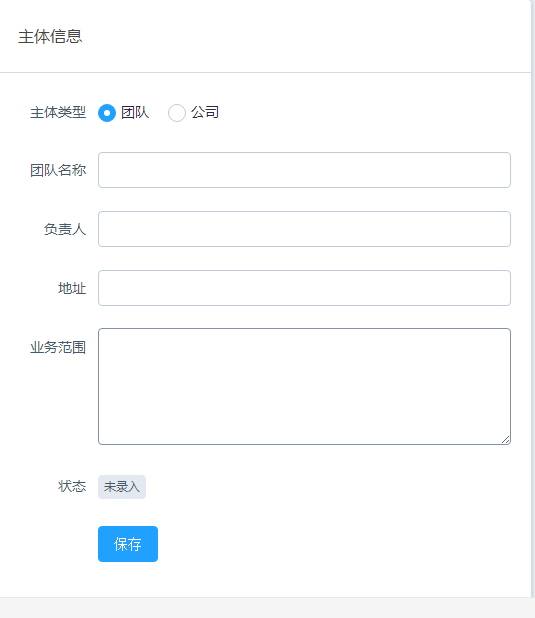 主体信息
主体类型 团队 公司
团队名称
负责人
地址
业务范围
状态 未录入
保存